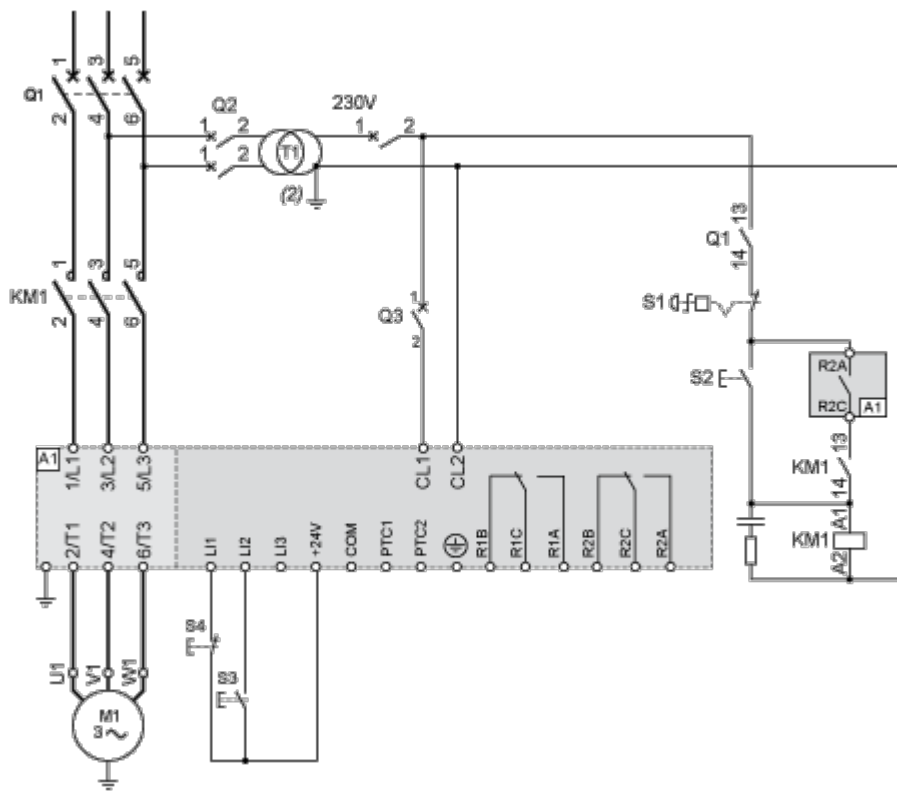 1 3 5
Q1
2 4 6
Q2
1 2
1 2
T1
(2)
230V
1 2
13
Q1
14
1 3 5
KM1
2 4 6
1
Q3
2
S1
S2
R2A
R2C
A1
13
KM1
14
A1
KM1
A2
A1
1/L1 3/L2 5/L3
CL1 CL2
2/T1 4/T2 6/T3
LI1 LI2 LI3 +24V COM PTC1 PTC2 R1B R1C R1A R2B R2C R2A
S4
S3
U1 V1 W1
M1
3